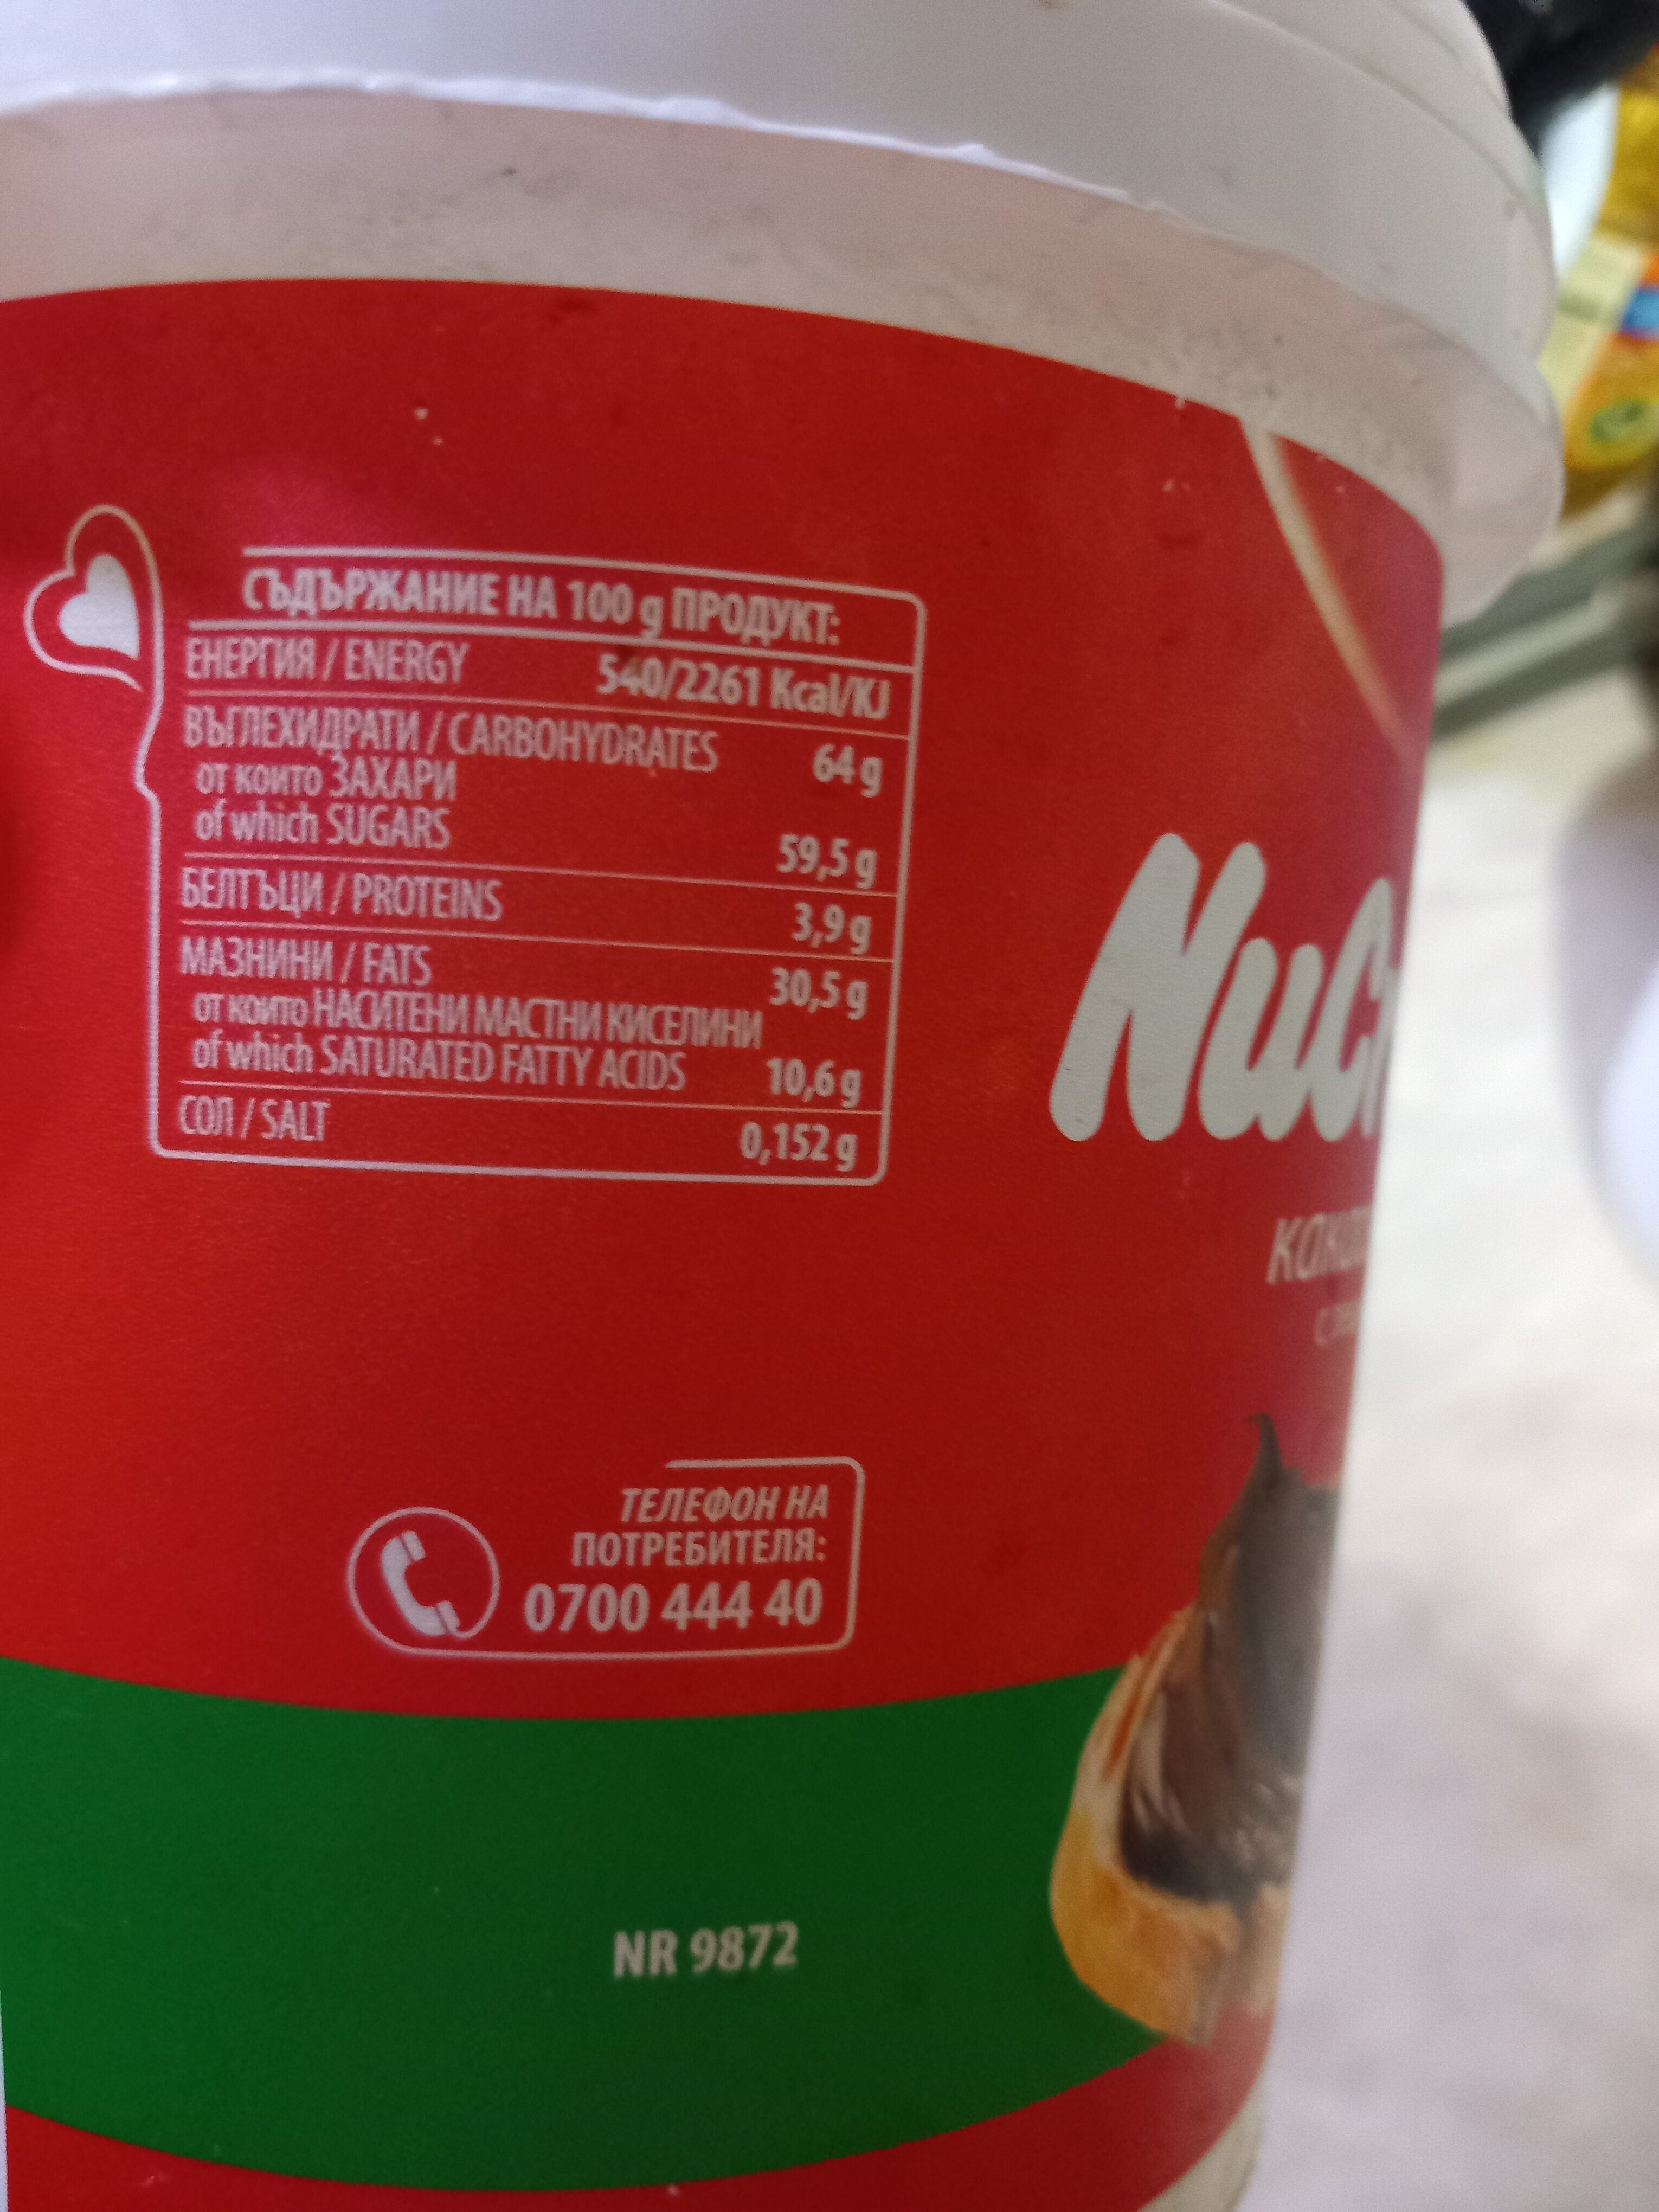 СЪДЪРЖАНИЕ НА 100 g ПРОДУКТ:
ЕНЕРГИЯ / ENERGY 540/2261 Kcal/KJ
ВЪГЛЕХИДРАТИ / CARBOHYDRATES 64 g
от които ЗАХАРИ
of which SUGARS 59,5 g
БЕЛТЪЦИ / PROTEINS 3,9 g
МАЗНИНИ / FATS 30,5 g
от които НАСИТЕНИ МАСТНИ КИСЕЛИНИ
of which SATURATED FATTY ACIDS 10,6 g
СОЛ / SALT 0,152 g
ТЕЛЕФОН НА
ПОТРЕБИТЕЛЯ:
0700 444 40
NR 9872